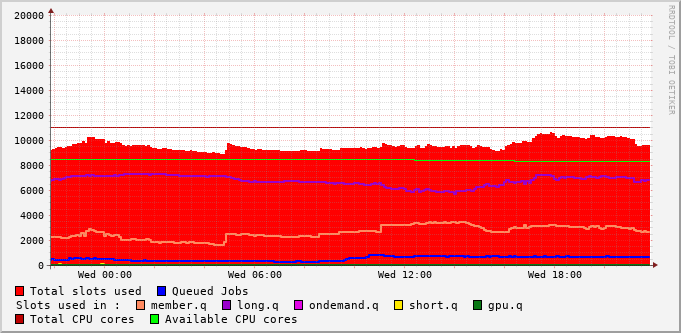 20000
18000
16000
14000
12000
10000
8000
6000
4000
2000
0
Wed 00:00 Wed 06:00 Wed 12:00 Wed 18:00
RRDTOOL / TOBI OETIKER
Total slots used Queued Jobs
Slots used in : member.q long.q ondemand.q short.q gpu.q
Total CPU cores Available CPU cores